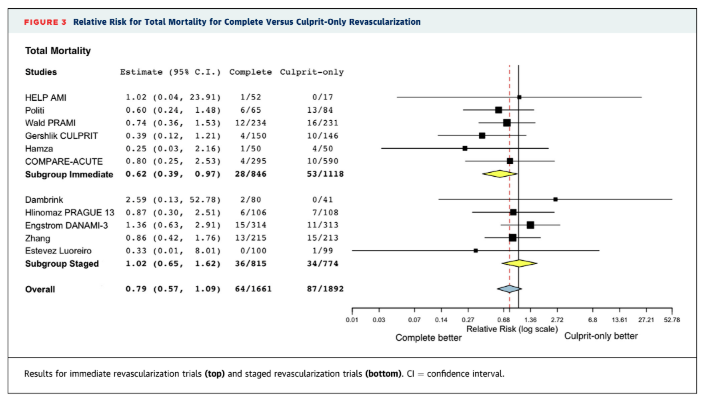 FIGURE 3 Relative Risk for Total Mortality for Complete Versus Culprit-Only Revascularization
Total Mortality
Studies Estimate (95% C.I.) Complete Culprit-only
HELP AMI 1.02 (0.04, 23.91) 1/52 0/17
Politi 0.60 (0.24, 1.48) 6/65 13/84
Wald PRAMI 0.74 (0.36, 1.53) 12/234 16/231
Gershlik CULPRIT 0.39 (0.12, 1.21) 4/150 10/146
Hamza 0.25 (0.03, 2.16) 1/50 4/50
COMPARE-ACUTE 0.80 (0.25, 2.53) 4/295 10/590
Subgroup Immediate 0.62 (0.39, 0.97) 28/846 53/1118
Dambrink 2.59 (0.13, 52.78) 2/80 0/41
Hlinomaz PRAGUE 13 0.87 (0.30, 2.51) 6/106 7/108
Engstrom DANAMI-3 1.36 (0.63, 2.91) 15/314 11/313
Zhang 0.86 (0.42, 1.76) 13/215 15/213
Estevez Luoreiro 0.33 (0.01, 8.01) 0/100 1/99
Subgroup Staged 1.02 (0.65, 1.62) 36/815 34/774
Overall 0.79 (0.57, 1.09) 64/1661 87/1892
0.01 0.03 0.07 0.14 0.27 0.68 1.36 2.72 6.8 13.61 27.21 52.78
Relative Risk (log scale)
Complete better Culprit-only better
Results for immediate revascularization trials (top) and staged revascularization trials (bottom). CI = confidence interval.